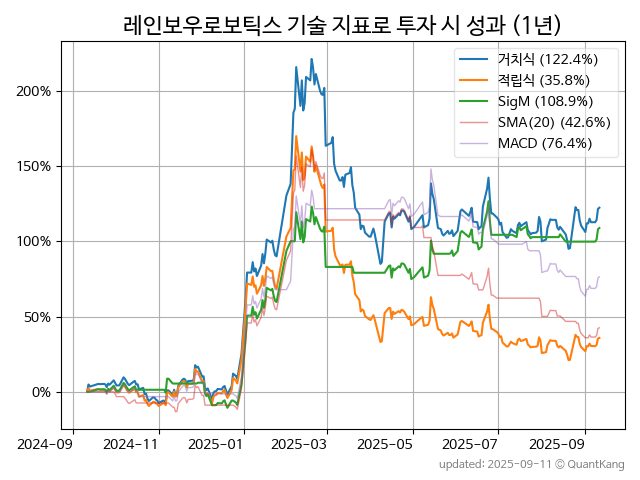 레인보우로보틱스 기술 지표로 투자 시 성과 (1년)
거치식 (122.4%)
적립식 (35.8%)
SigM (108.9%)
SMA(20) (42.6%)
MACD (76.4%)
200%
150%
100%
50%
0%
2024-09 2024-11 2025-01 2025-03 2025-05 2025-07 2025-09
updated: 2025-09-11 © QuantKang